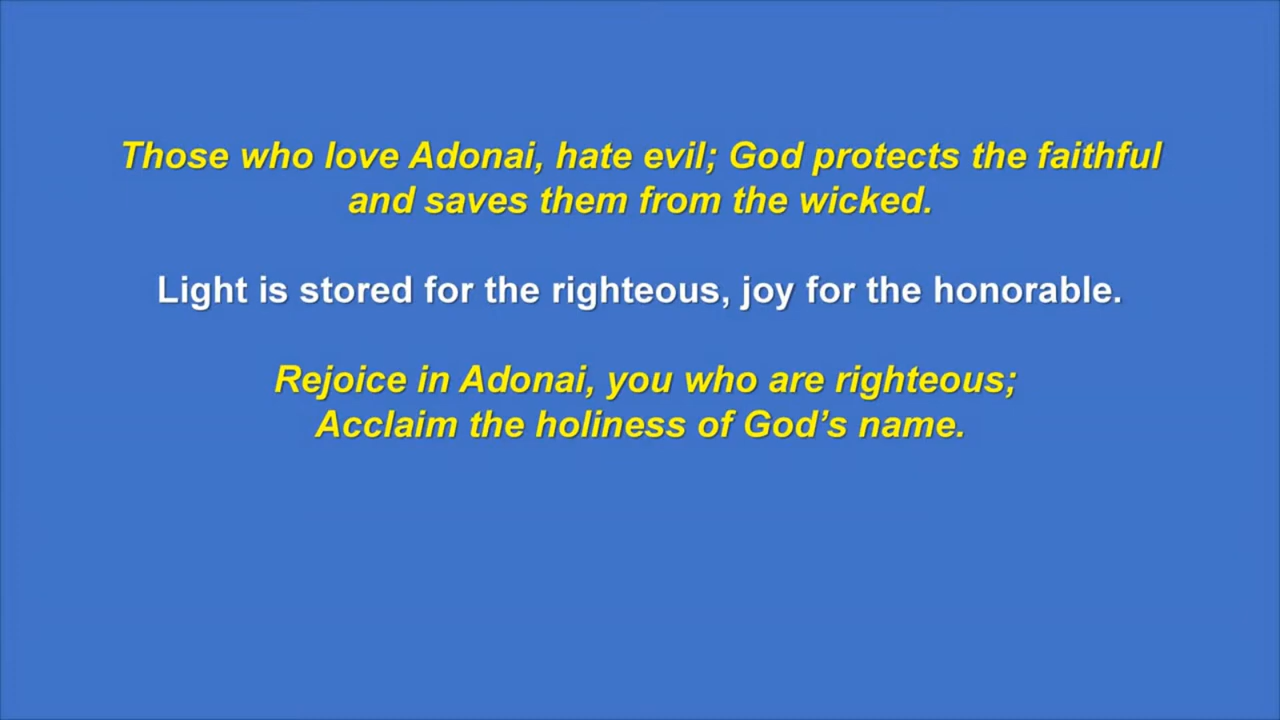 Those who love Adonai, hate evil; God protects the faithful
and saves them from the wicked.
Light is stored for the righteous, joy for the honorable.
Rejoice in Adonai, you who are righteous;
Acclaim the holiness of God’s name.